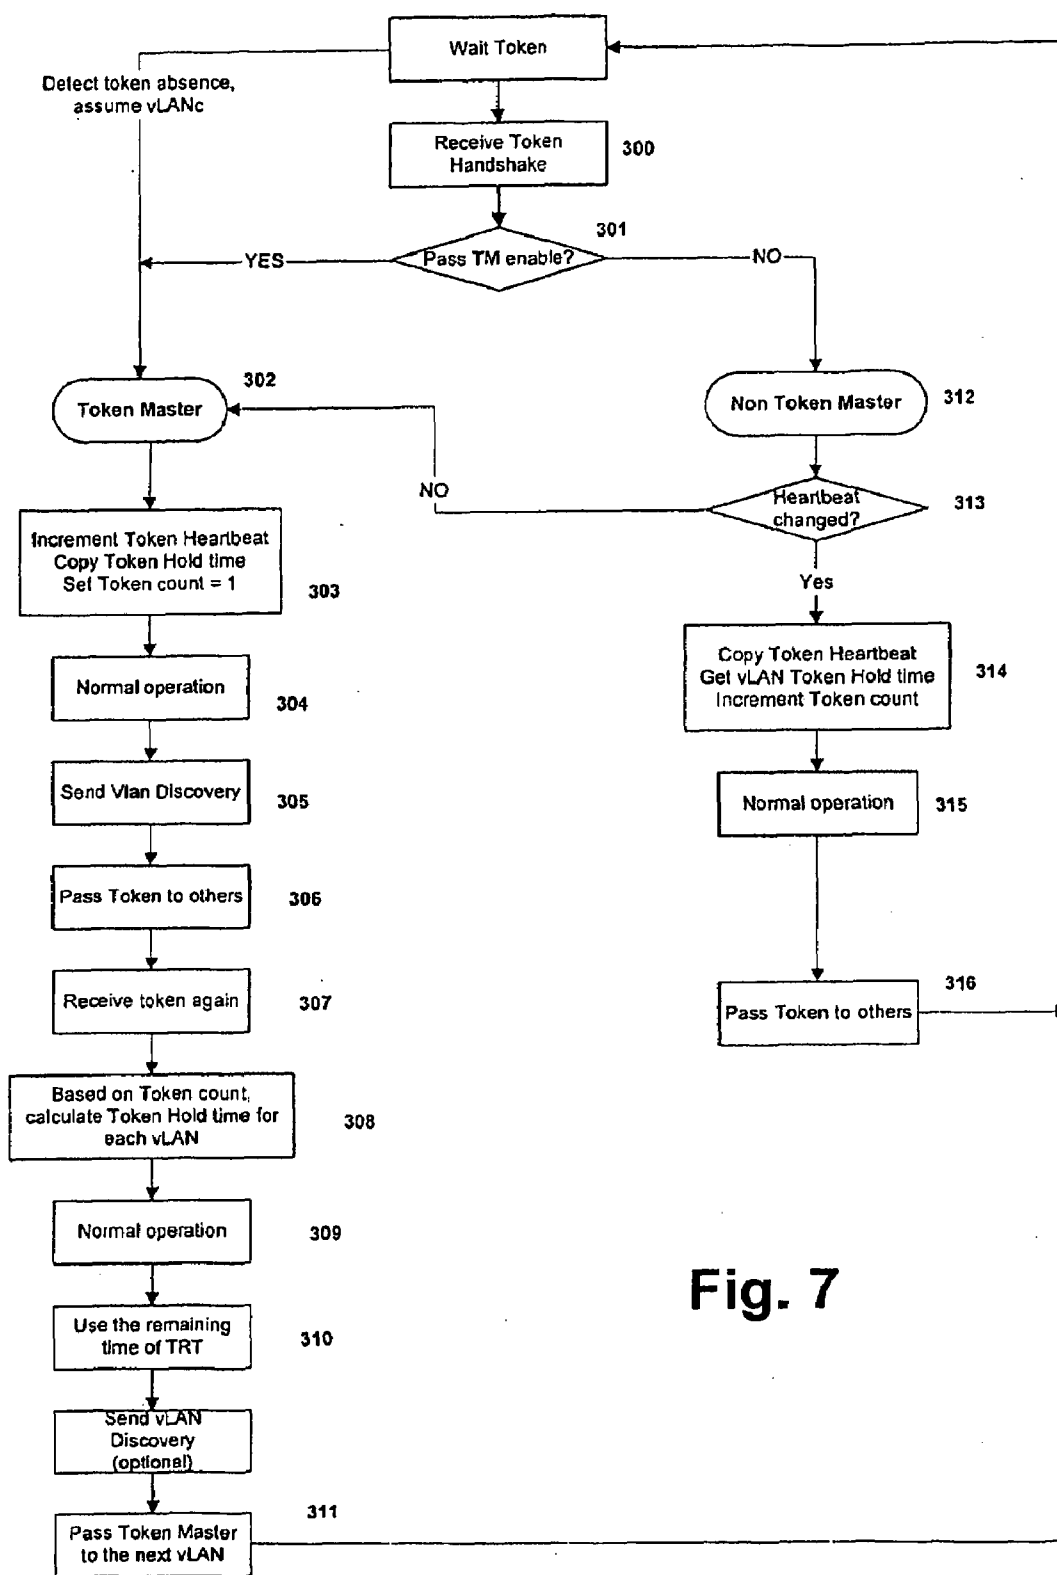 Wait Token
Detect token absence,
assume vLANc
Receive Token
Handshake
300
301
Pass TM enable?
YES
NO
302
Token Master
Non Token Master
312
NO
Heartbeat
changed?
313
Yes
Increment Token Heartbeat
Copy Token Hold time
Set Token count = 1
303
Copy Token Heartbeat
Get vLAN Token Hold time
Increment Token count
314
Normal operation
304
Send Vlan Discovery
305
Normal operation
315
Pass Token to others
306
Receive token again
307
Pass Token to others
316
Based on Token count,
calculate Token Hold time for
each vLAN
308
Normal operation
309
Use the remaining
time of TRT
310
Send vLAN
Discovery
(optional)
311
Pass Token Master
to the next vLAN
Fig. 7